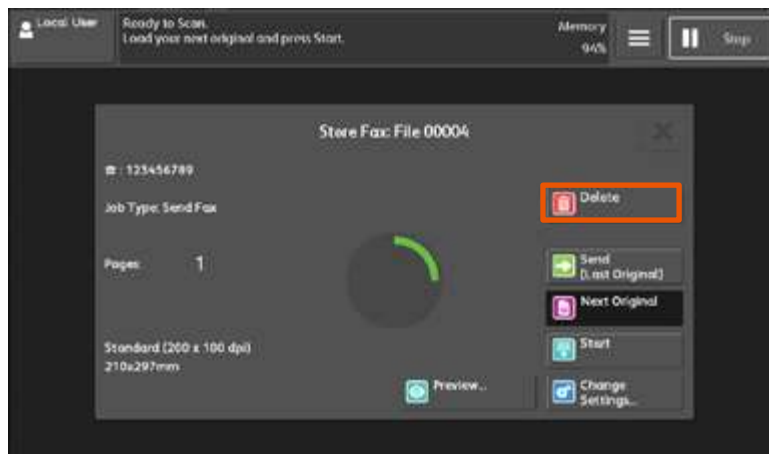 Local User
Ready to Scan.
Load your next original and press Start.
Memory
94%
Stop
Store Fax: File 00004
: 123456789
Job Type: Send Fax
Delete
Pages: 1
Send
(Last Original)
Next Original
Start
Standard (200 x 100 dpi)
210x297mm
Preview...
Change
Settings...